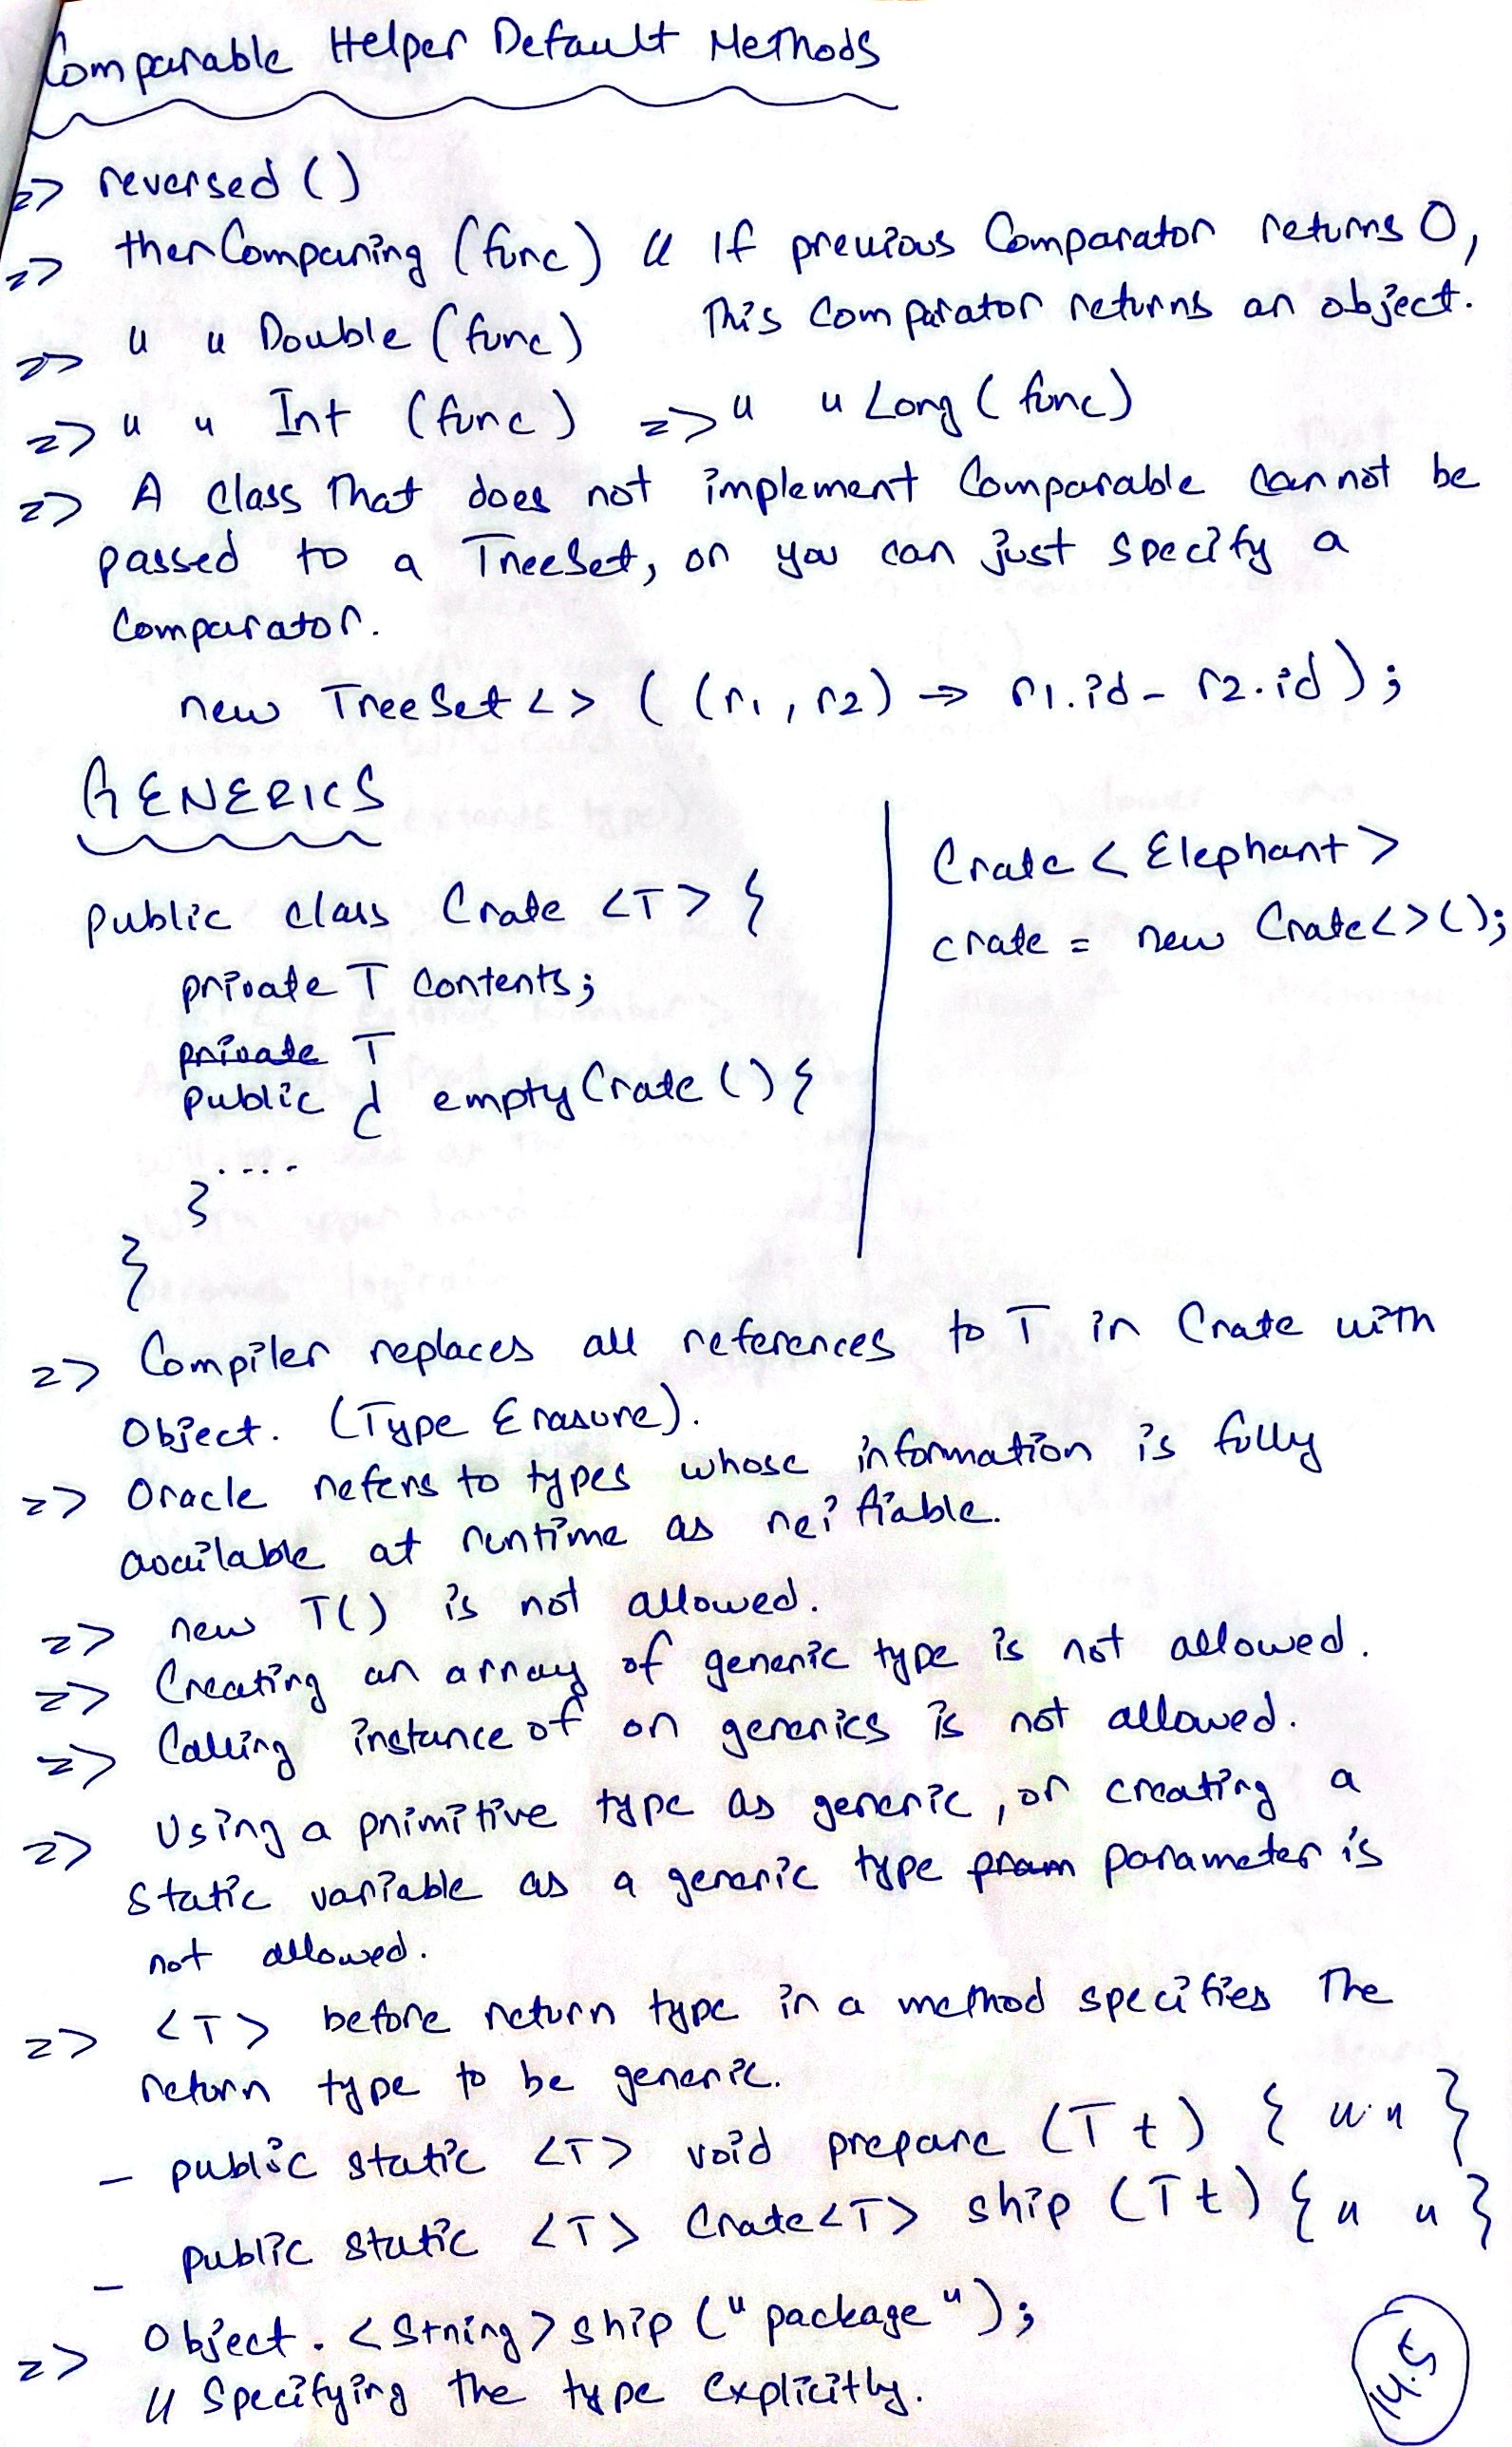 Comparable Helper Default Methods
=> reversed ()
=> thenComparing (func) // If previous Comparator returns 0,
this comparator returns an object.
=> " " Double (func)
=> " " Int (func) => " " Long (func)
=> A class that does not implement Comparable cannot be
passed to a TreeSet, or you can just specify a
Comparator.
new TreeSet<> ( (r1, r2) -> r1.id - r2.id );
GENERICS
public class Crate <T> {
private T contents;
private T
public T emptyCrate () {
....
}
}
Crate < Elephant >
crate = new Crate<>();
=> Compiler replaces all references to T in Crate with
Object. (Type Erasure).
=> Oracle refers to types whose information is fully
available at runtime as reifiable.
=> new T() is not allowed.
=> Creating an array of generic type is not allowed.
=> Calling instance of on generics is not allowed.
=> Using a primitive type as generic, or creating a
static variable as a generic type pram parameter is
not allowed.
=> <T> before return type in a method specifies the
return type to be generic.
- public static <T> void prepare (T t) { " " }
- public static <T> Crate<T> ship (T t) { " " }
=> Object. <String> ship ("package");
// Specifying the type explicitly.
14.5